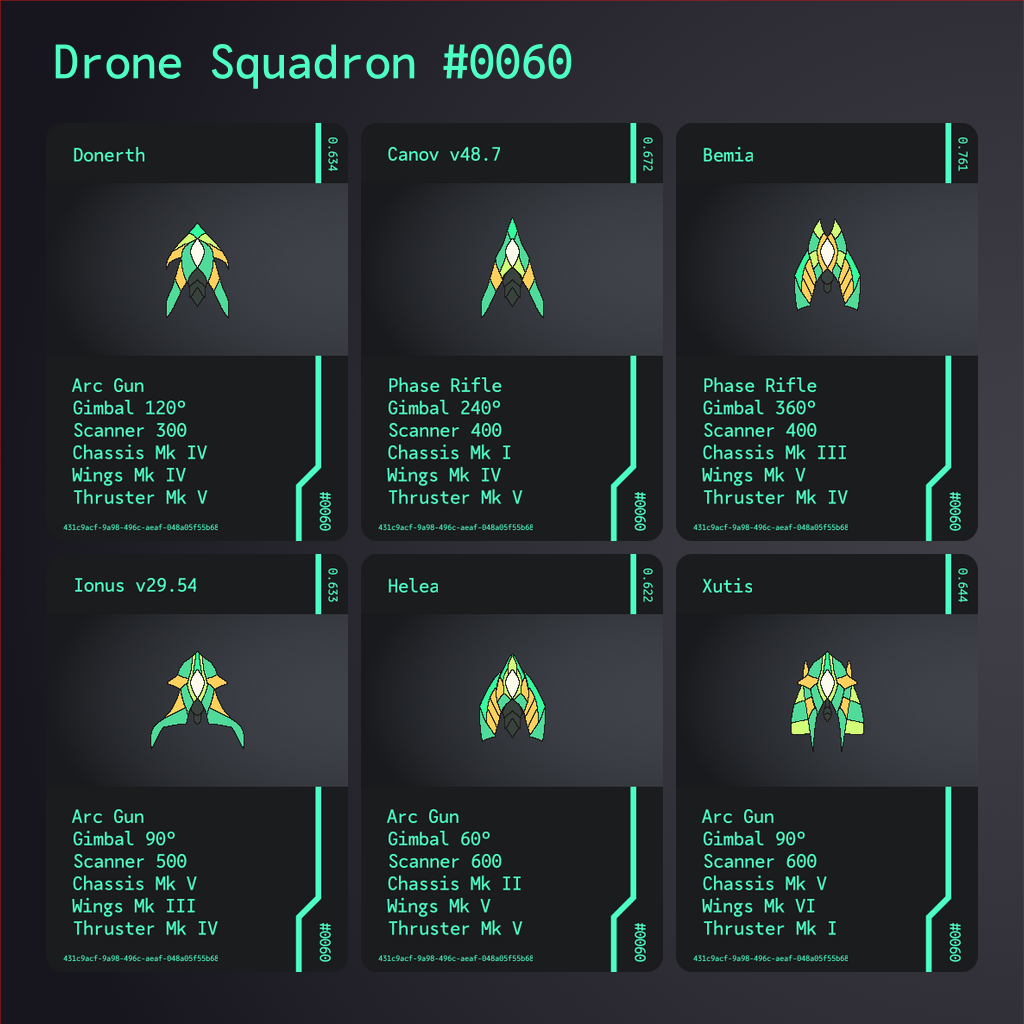 Drone Squadron #0060
Donerth
0.634
Arc Gun
Gimbal 120º
Scanner 300
Chassis Mk IV
Wings Mk IV
Thruster Mk V
431c9acf-9a98-496c-aeaf-048a05f55b68
#0060
Canov v48.7
0.672
Phase Rifle
Gimbal 240º
Scanner 400
Chassis Mk I
Wings Mk IV
Thruster Mk V
431c9acf-9a98-496c-aeaf-048a05f55b68
#0060
Bemia
0.761
Phase Rifle
Gimbal 360º
Scanner 400
Chassis Mk III
Wings Mk V
Thruster Mk IV
431c9acf-9a98-496c-aeaf-048a05f55b68
#0060
Ionus v29.54
0.633
Arc Gun
Gimbal 90º
Scanner 500
Chassis Mk V
Wings Mk III
Thruster Mk IV
431c9acf-9a98-496c-aeaf-048a05f55b68
#0060
Helea
0.622
Arc Gun
Gimbal 60º
Scanner 600
Chassis Mk II
Wings Mk V
Thruster Mk V
431c9acf-9a98-496c-aeaf-048a05f55b68
#0060
Xutis
0.644
Arc Gun
Gimbal 90º
Scanner 600
Chassis Mk V
Wings Mk VI
Thruster Mk I
431c9acf-9a98-496c-aeaf-048a05f55b68
#0060